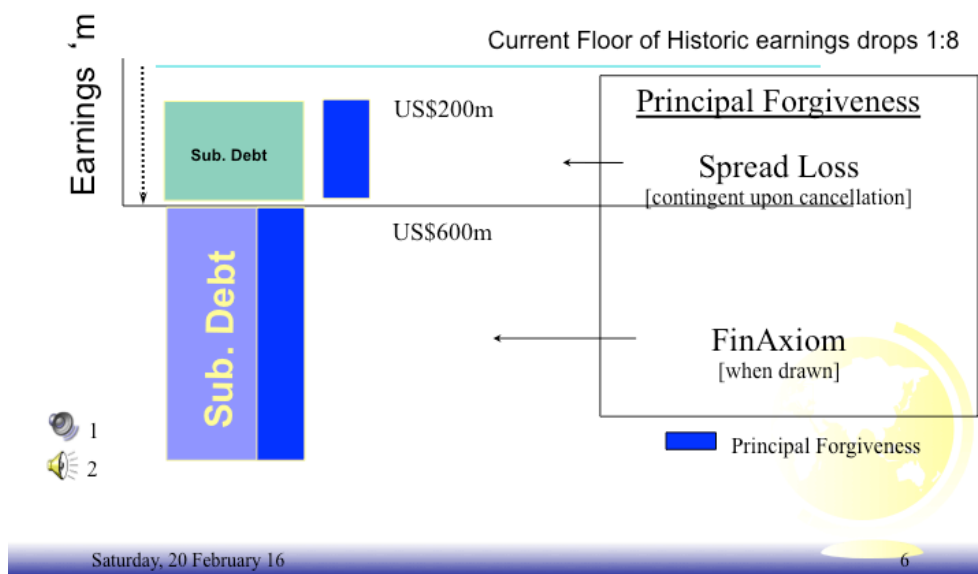 Current Floor of Historic earnings drops 1:8
Earnings ‘m
US$200m
Sub. Debt
Principal Forgiveness
Spread Loss
[contingent upon cancellation]
US$600m
Sub. Debt
FinAxiom
[when drawn]
1
2
Principal Forgiveness
Saturday, 20 February 16
6